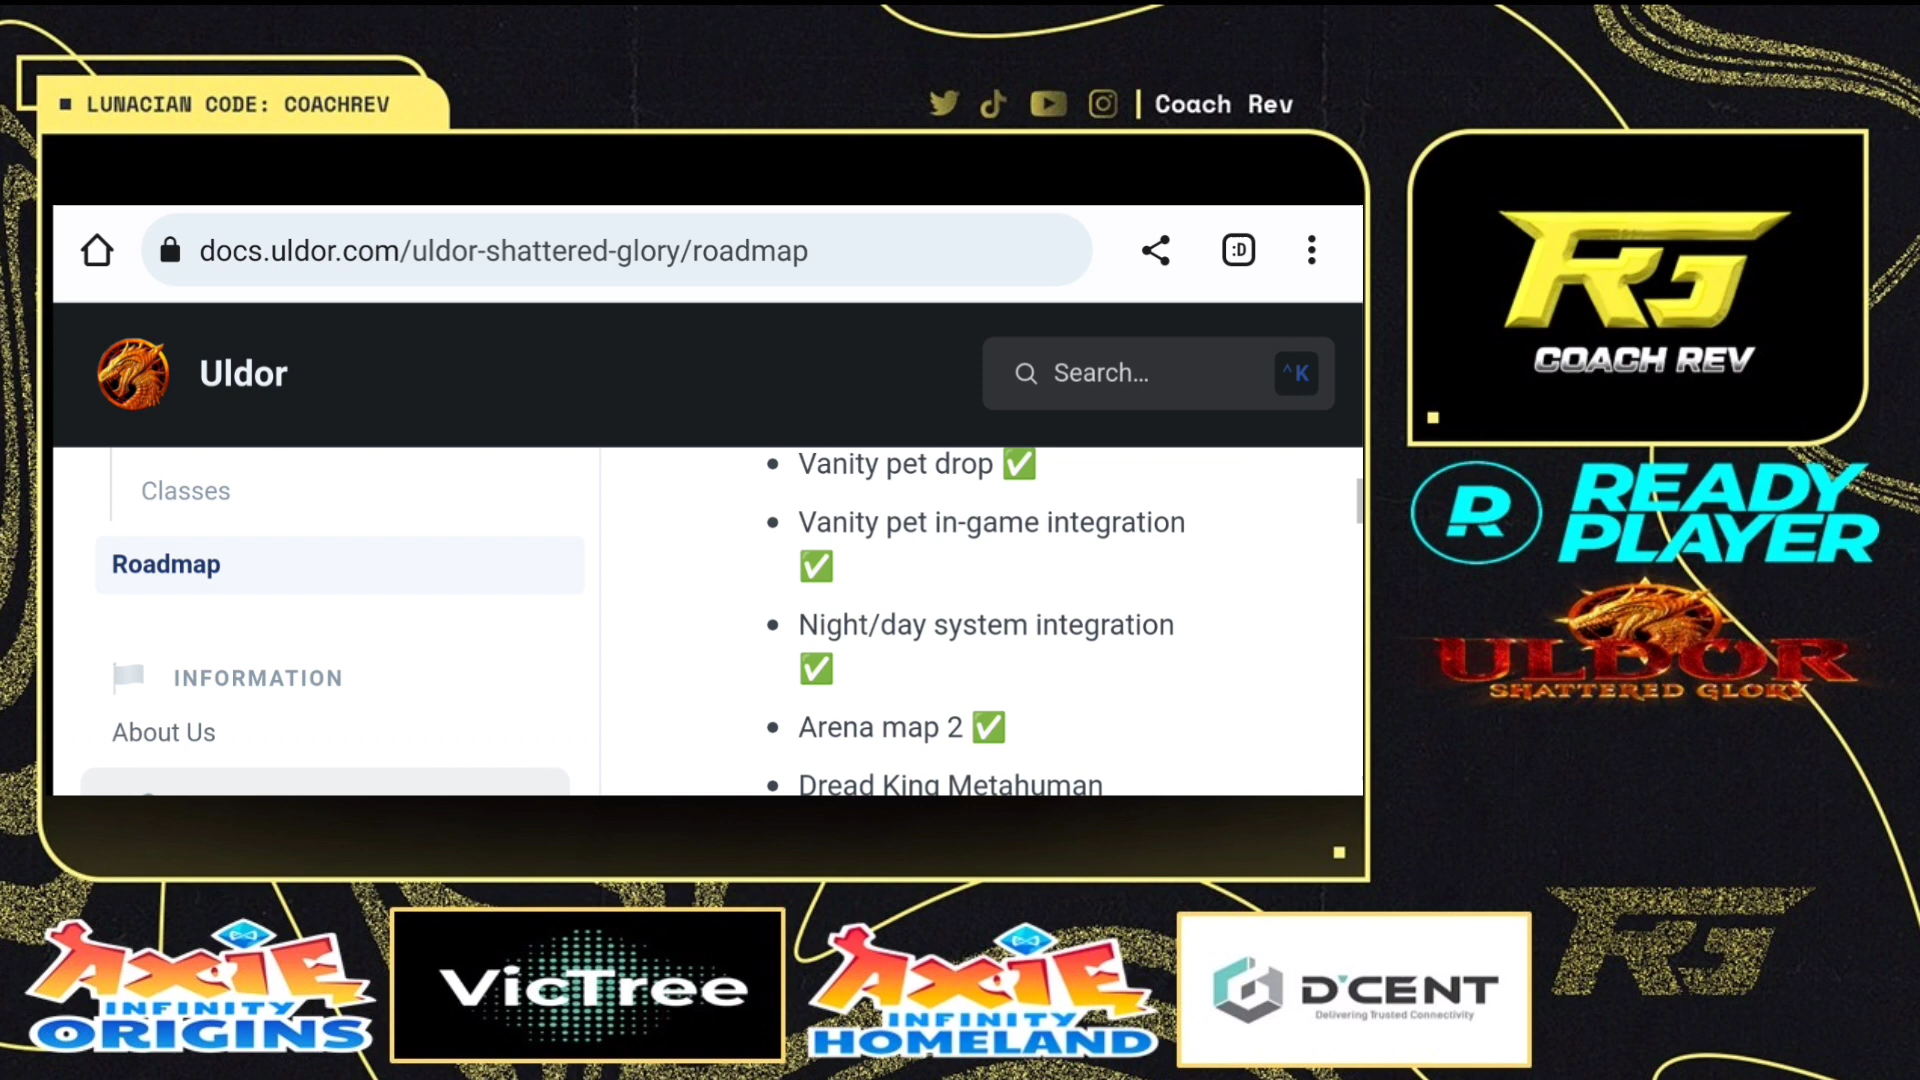 LUNACIAN CODE: COACHREV
Coach Rev
docs.uldor.com/uldor-shattered-glory/roadmap
:D
Uldor
Search...
^K
Classes
Roadmap
INFORMATION
About Us
• Vanity pet drop ✅
• Vanity pet in-game integration
✅
• Night/day system integration
✅
• Arena map 2 ✅
• Dread King Metahuman
RG
COACH REV
R
READY
PLAYER
ULDOR
SHATTERED GLORY
AXIE
INFINITY
ORIGINS
VicTree
AXIE
INFINITY
HOMELAND
D'CENT
Delivering Trusted Connectivity
RG